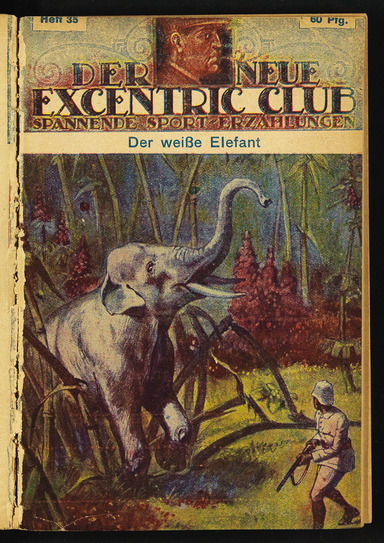 Heft 35
60 Pfg.
DER NEUE
EXCENTRIC CLUB
SPANNENDE SPORT-ERZÄHLUNGEN
Der weiße Elefant